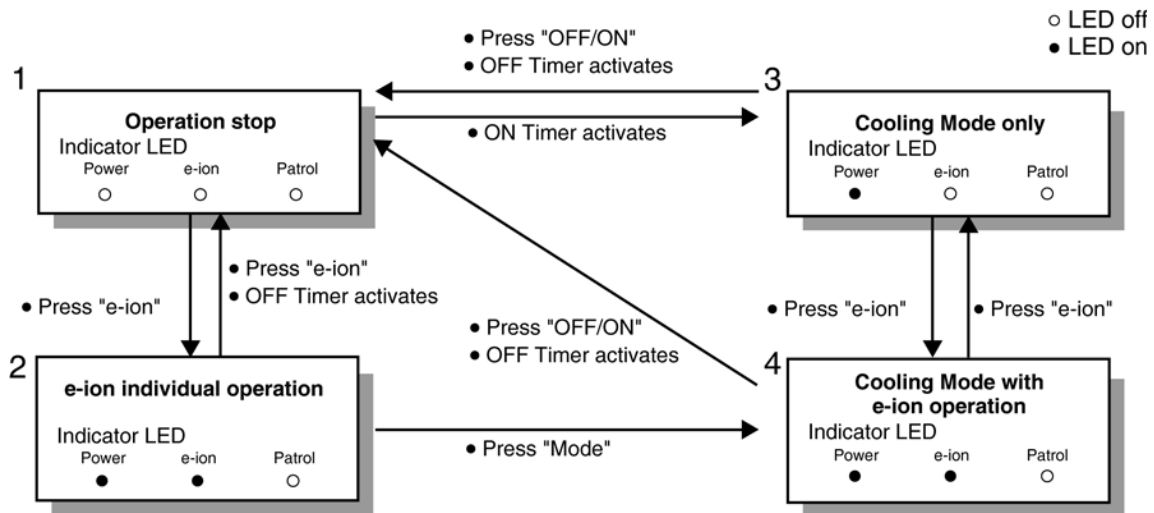 ○ LED off
● LED on
● Press "OFF/ON"
● OFF Timer activates
1
3
Operation stop
Indicator LED
Power e-ion Patrol
● ON Timer activates
Cooling Mode only
Indicator LED
Power e-ion Patrol
● Press "e-ion"
● OFF Timer activates
● Press "e-ion"
● Press "e-ion"
● Press "e-ion"
● Press "OFF/ON"
● OFF Timer activates
2
4
e-ion individual operation
Indicator LED
Power e-ion Patrol
● Press "Mode"
Cooling Mode with
e-ion operation
Indicator LED
Power e-ion Patrol